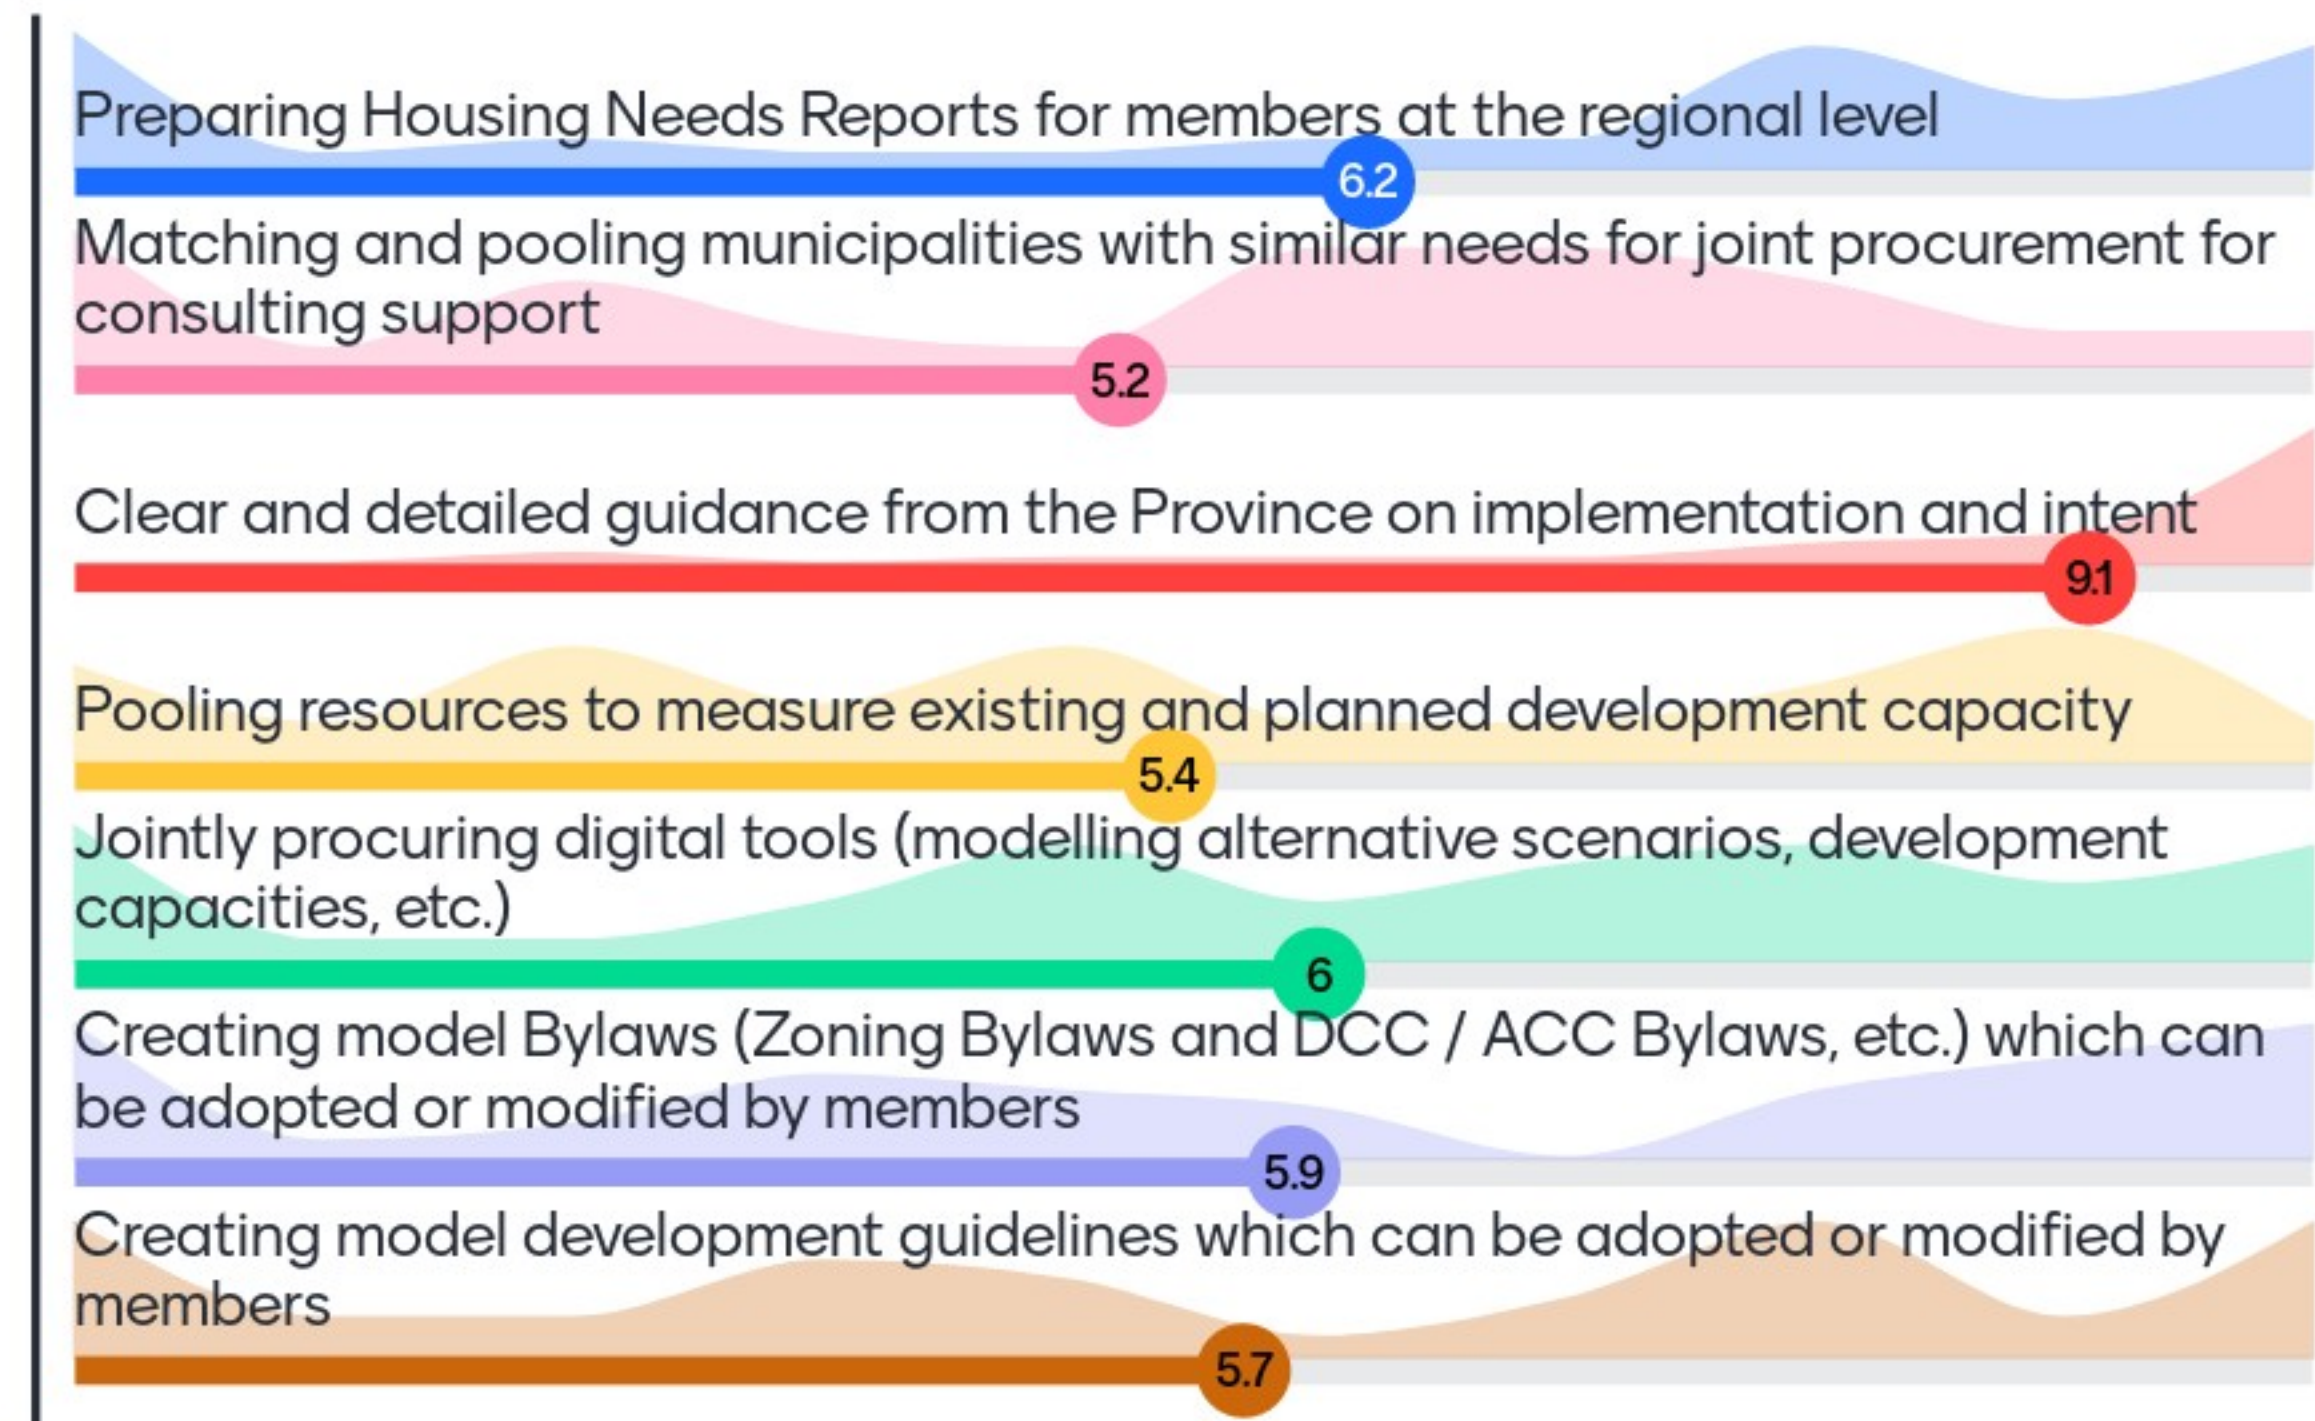 Preparing Housing Needs Reports for members at the regional level
6.2
Matching and pooling municipalities with similar needs for joint procurement for
consulting support
5.2
Clear and detailed guidance from the Province on implementation and intent
9.1
Pooling resources to measure existing and planned development capacity
5.4
Jointly procuring digital tools (modelling alternative scenarios, development
capacities, etc.)
6
Creating model Bylaws (Zoning Bylaws and DCC / ACC Bylaws, etc.) which can
be adopted or modified by members
5.9
Creating model development guidelines which can be adopted or modified by
members
5.7